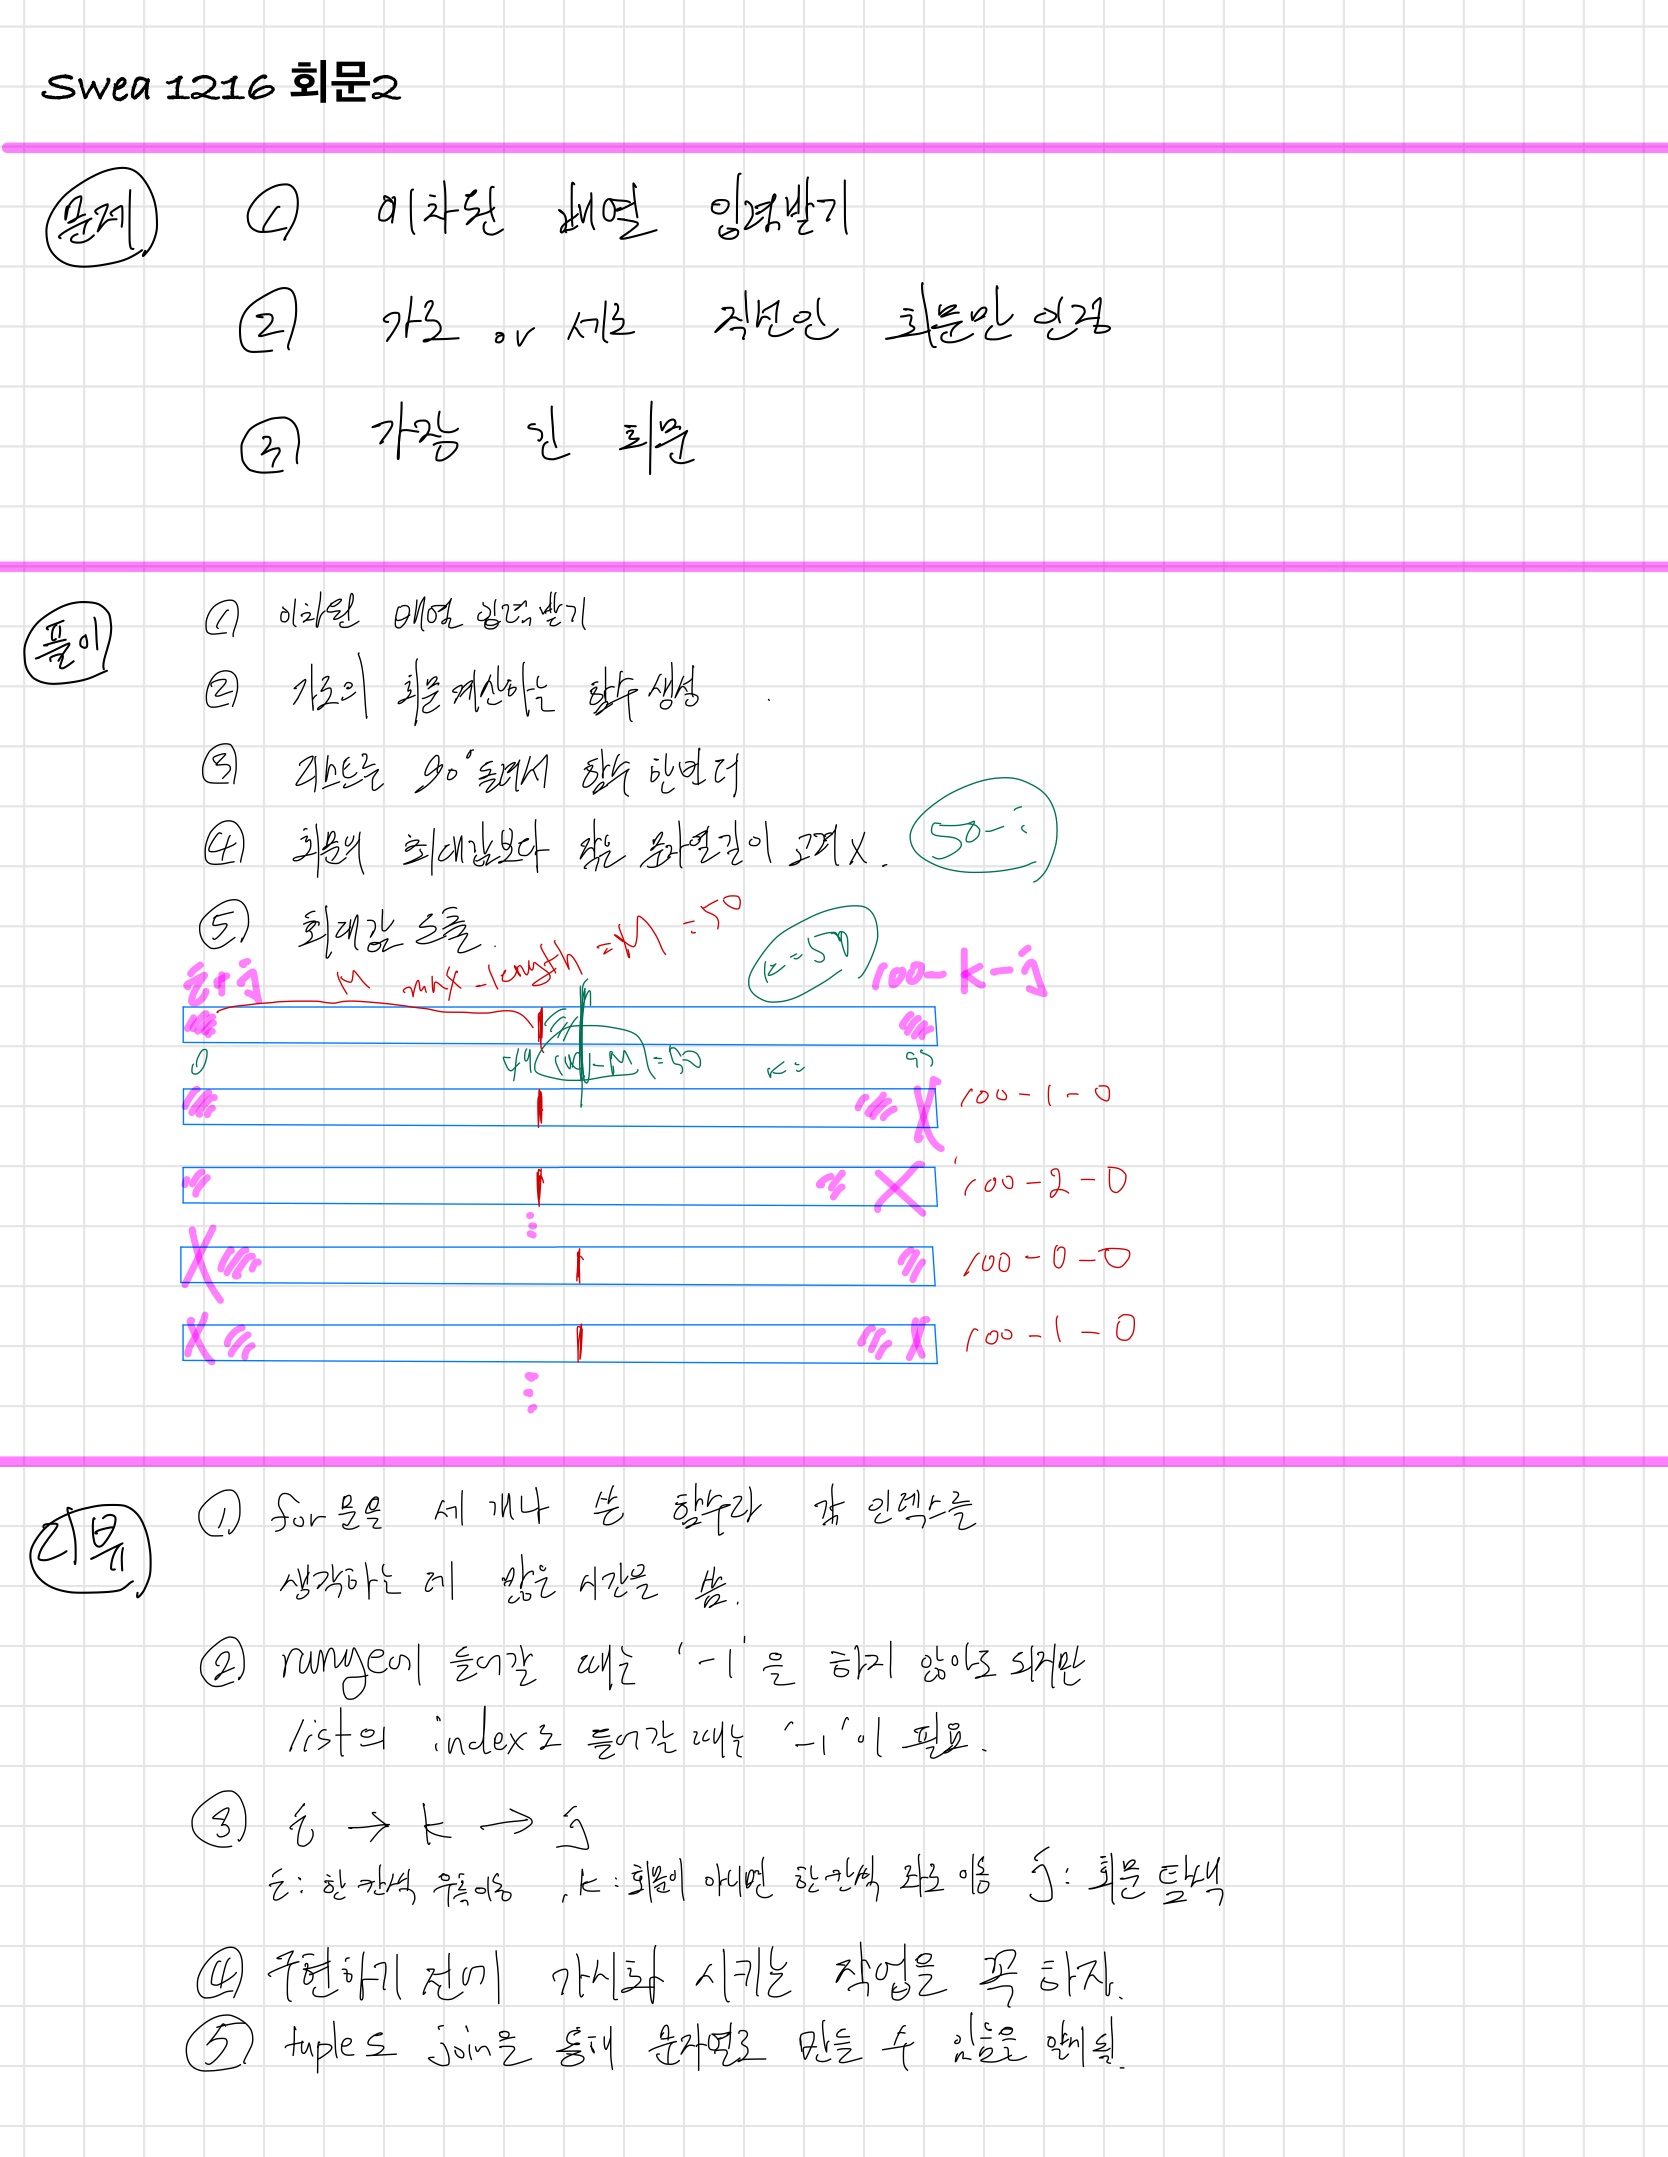 Swea 1216 회문2
문제
① 이차원 배열 입력받기
② 가로 or 세로 직선인 회문만 인정
③ 가장 긴 회문
풀이
① 이차원 배열 입력받기
② 가로의 회문 계산하는 함수 생성
③ 리스트를 90° 돌려서 함수 한번 더
④ 회문의 최대값보다 작은 문자열길이 고려 X.
50-i
⑤ 최대값 도출.
M max_length = M = 50
k=50
i+j
100-k-j
0 49 100-M = 50 k= 99
100-1-0
100-2-0
100-0-0
100-1-0
리뷰
① for문을 세 개나 쓴 함수라 각 인덱스를
생각하는 데 많은 시간을 씀.
② range에 들어갈 때는 '-1'을 하지 않아도 되지만
list의 index로 들어갈 때는 '-1'이 필요.
③ i → k → j
i : 한 칸씩 우측이동, k : 회문이 아니면 한 칸씩 좌로 이동 j : 회문 탐색
④ 구현하기 전에 가시화 시키는 작업을 꼭 하자.
⑤ tuple도 join을 통해 문자열로 만들 수 있음을 알게 됨.